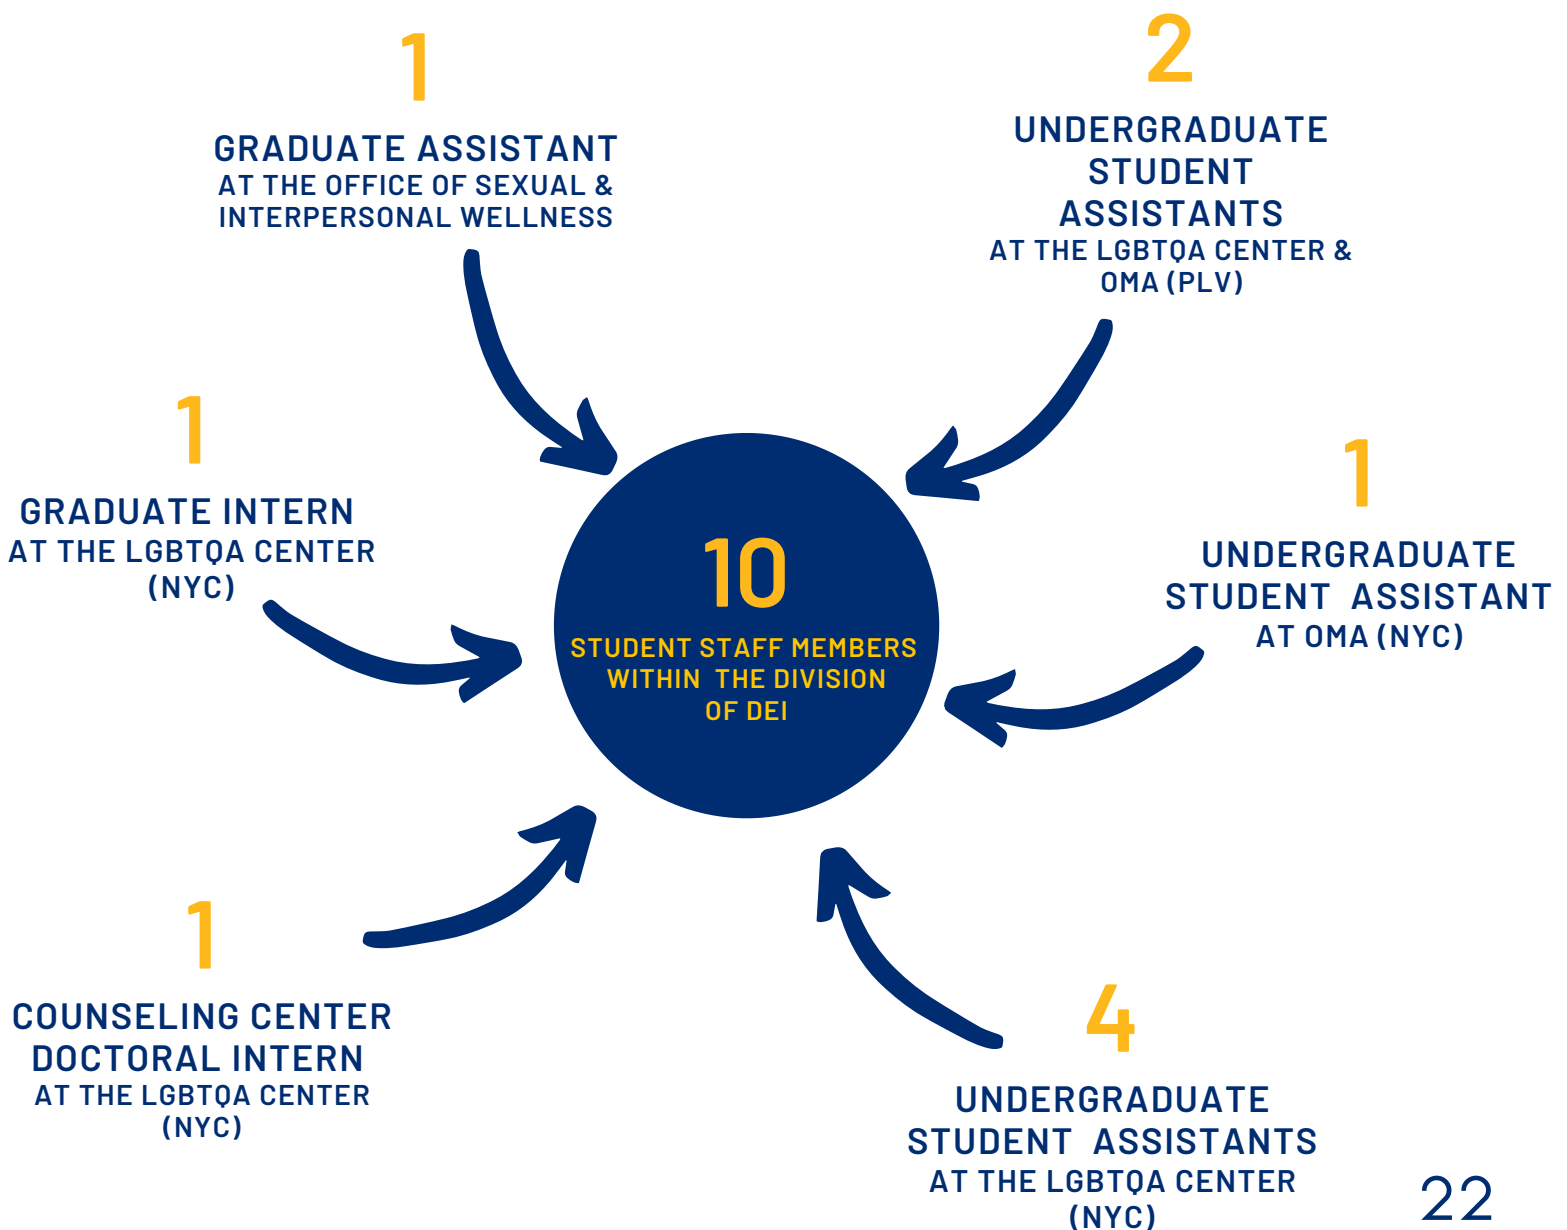 1
GRADUATE ASSISTANT
AT THE OFFICE OF SEXUAL &
INTERPERSONAL WELLNESS
2
UNDERGRADUATE
STUDENT
ASSISTANTS
AT THE LGBTQA CENTER &
OMA (PLV)
1
GRADUATE INTERN
AT THE LGBTQA CENTER
(NYC)
10
STUDENT STAFF MEMBERS
WITHIN THE DIVISION
OF DEI
1
UNDERGRADUATE
STUDENT ASSISTANT
AT OMA (NYC)
1
COUNSELING CENTER
DOCTORAL INTERN
AT THE LGBTQA CENTER
(NYC)
4
UNDERGRADUATE
STUDENT ASSISTANTS
AT THE LGBTQA CENTER
(NYC)
22